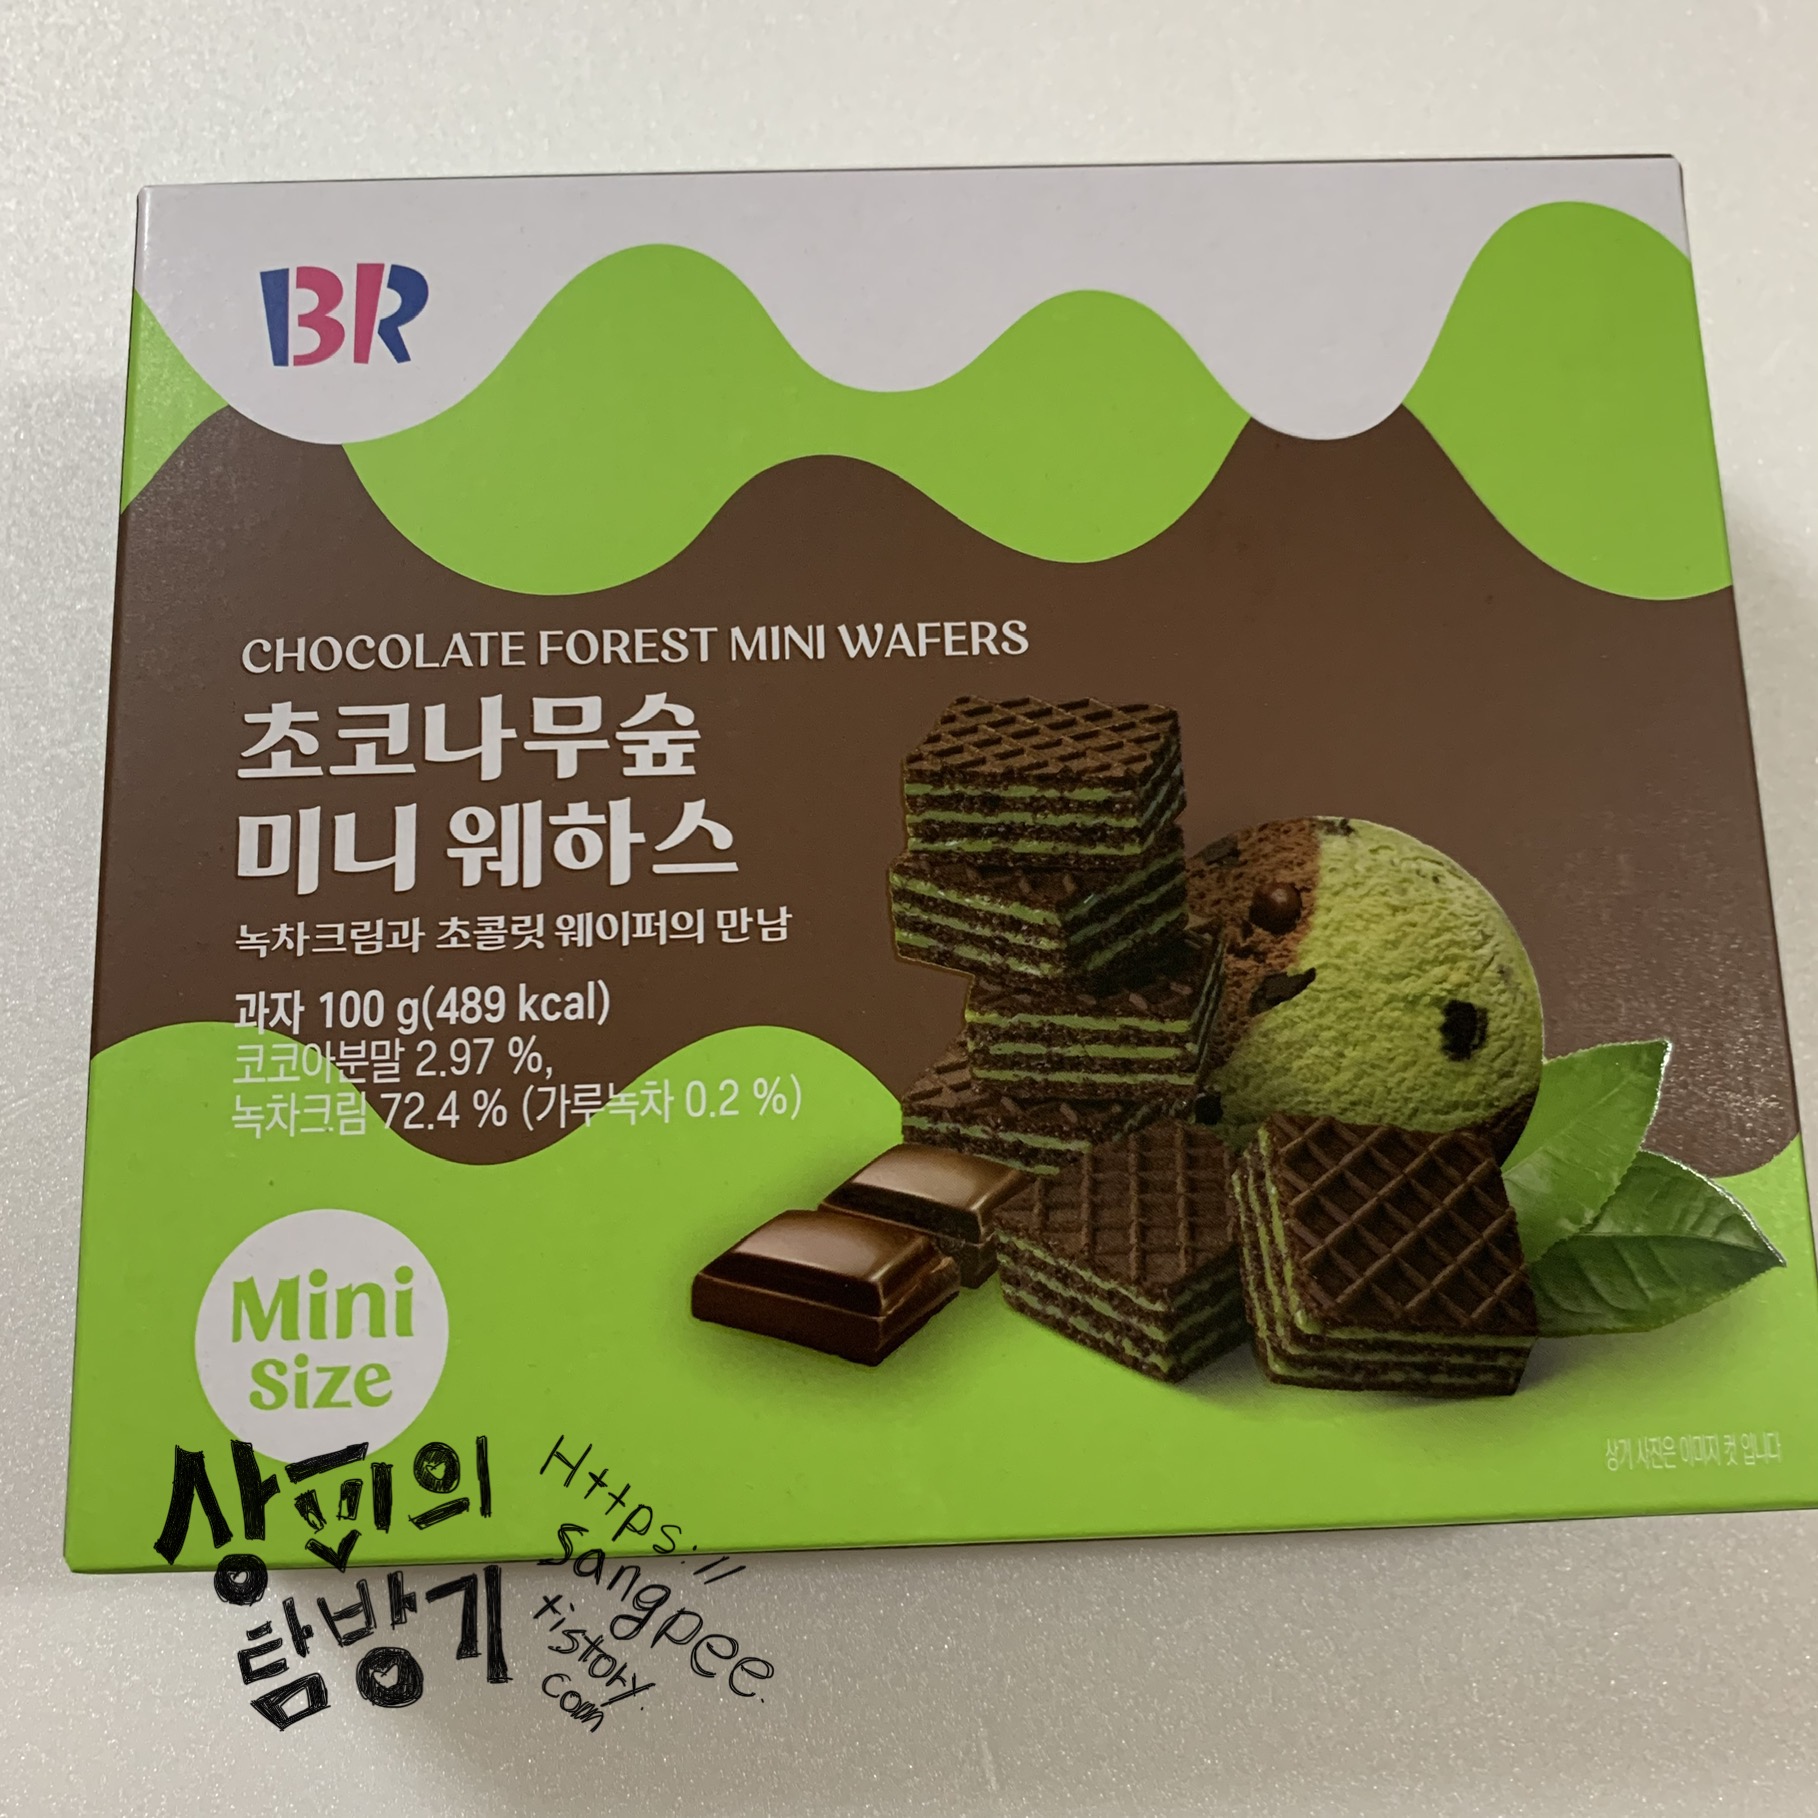 BR
CHOCOLATE FOREST MINI WAFERS
초코나무숲
미니 웨하스
녹차크림과 초콜릿 웨이퍼의 만남
과자 100 g(489 kcal)
코코아분말 2.97 %,
녹차크림 72.4 % (가루녹차 0.2 %)
Mini
Size
상기 사진은 이미지 컷 입니다
상피의
탐방기
Https://
sangpee.
tistory.
com